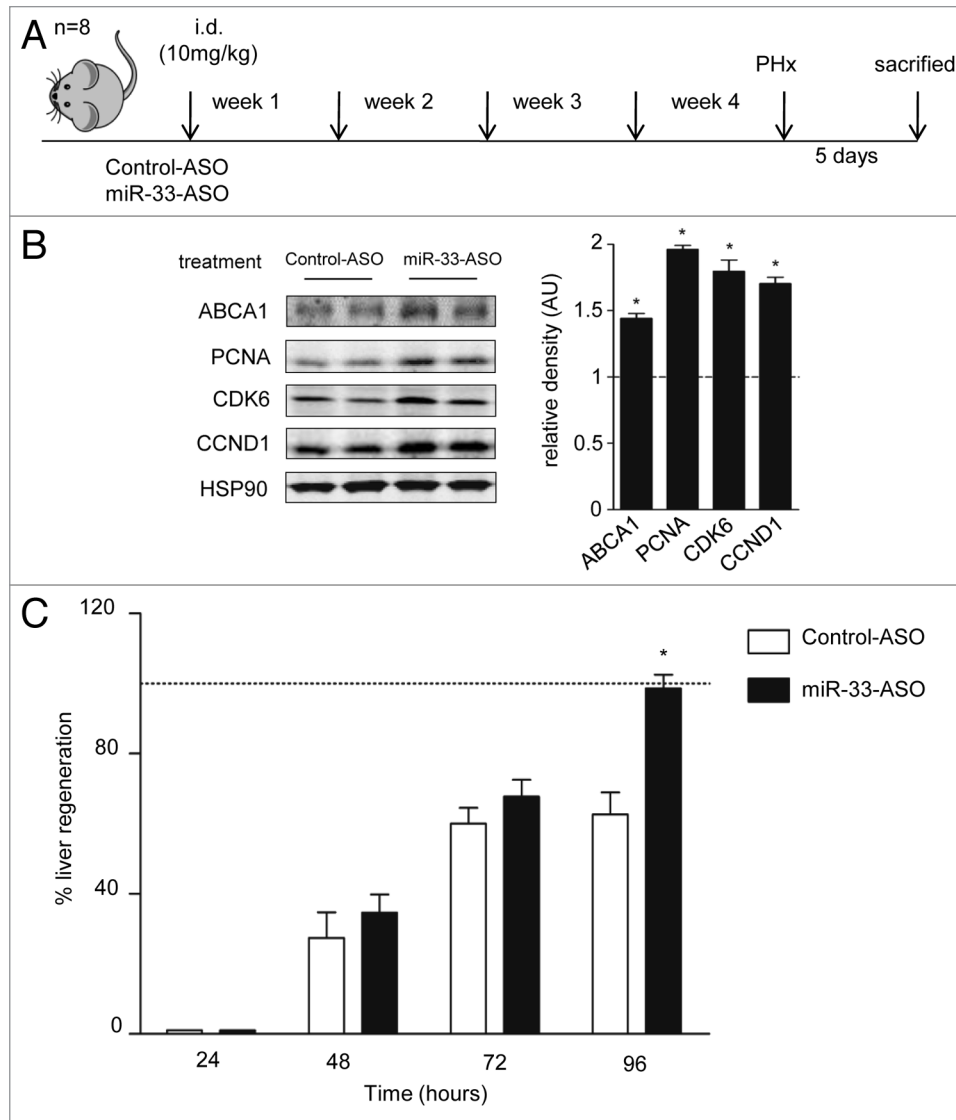 A
n=8
i.d.
(10mg/kg)
PHx
sacrified
week 1
week 2
week 3
week 4
5 days
Control-ASO
miR-33-ASO
B
treatment
Control-ASO
miR-33-ASO
ABCA1
PCNA
CDK6
CCND1
HSP90
relative density (AU)
2
1.5
1
0.5
0
*
*
*
*
ABCA1
PCNA
CDK6
CCND1
C
% liver regeneration
120
80
40
0
*
Control-ASO
miR-33-ASO
24
48
72
96
Time (hours)